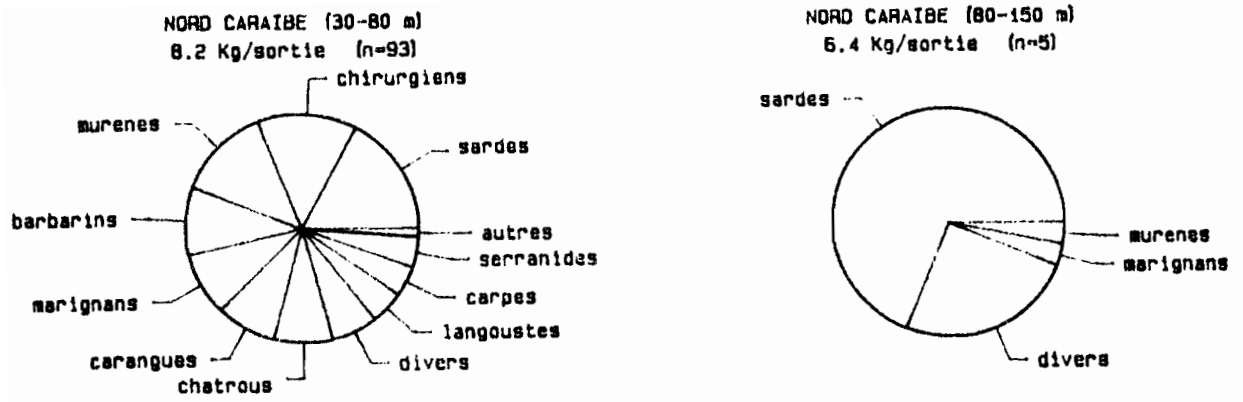 NORD CARAIBE (30-80 m)
8.2 Kg/sortie (n=93)
chirurgiens
murenes
sardes
barbarins
autres
serranides
marignans
carpes
langoustes
carangues
divers
chatrous
NORD CARAIBE (80-150 m)
6.4 Kg/sortie (n=5)
sardes
murenes
marignans
divers